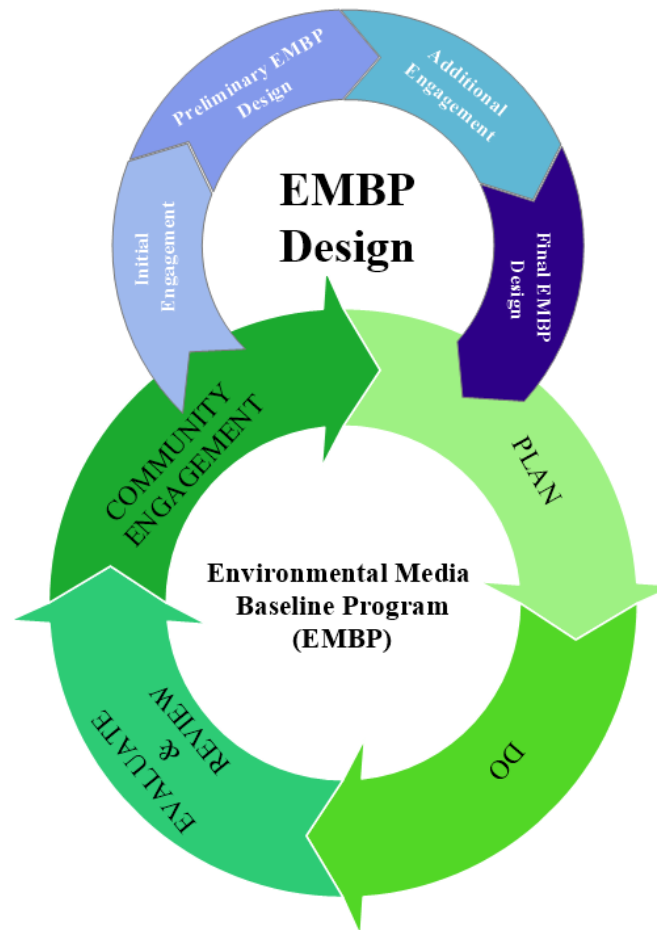 Preliminary EMBP
Design
Additional
Engagement
Initial
Engagement
EMBP
Design
Final EMBP
Design
COMMUNITY
ENGAGEMENT
PLAN
Environmental Media
Baseline Program
(EMBP)
DO
EVALUATE
&
REVIEW